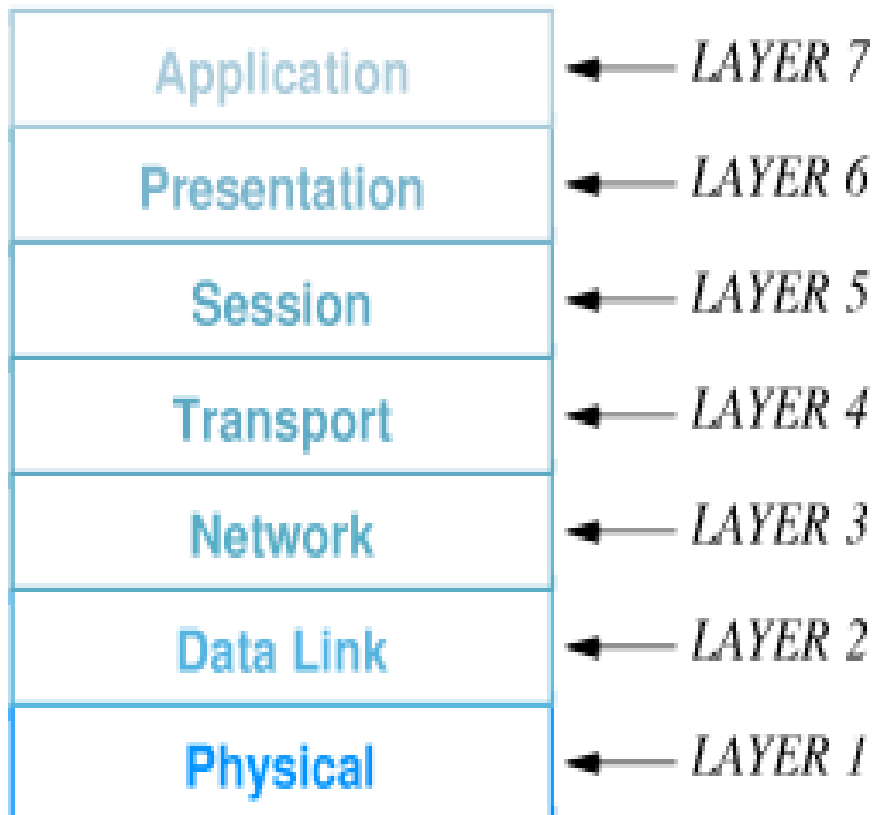 Application LAYER 7
Presentation LAYER 6
Session LAYER 5
Transport LAYER 4
Network LAYER 3
Data Link LAYER 2
Physical LAYER 1